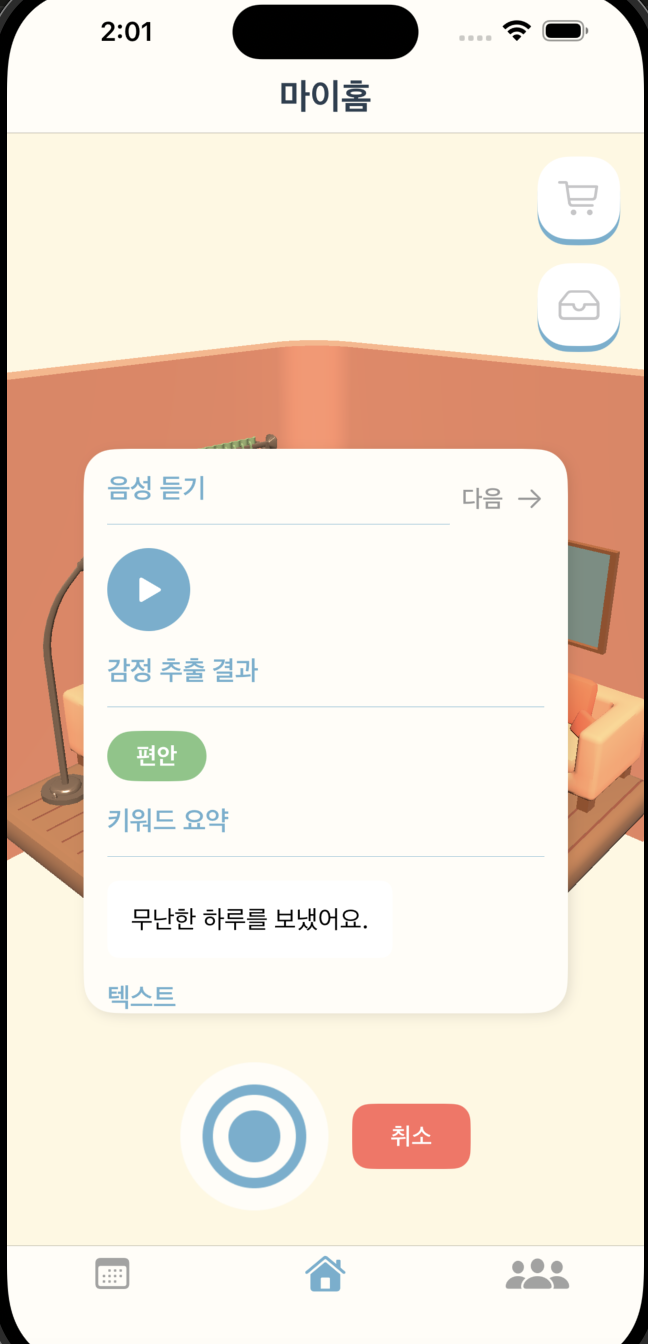 2:01
마이홈
음성 듣기
다음 →
감정 추출 결과
편안
키워드 요약
무난한 하루를 보냈어요.
텍스트
취소